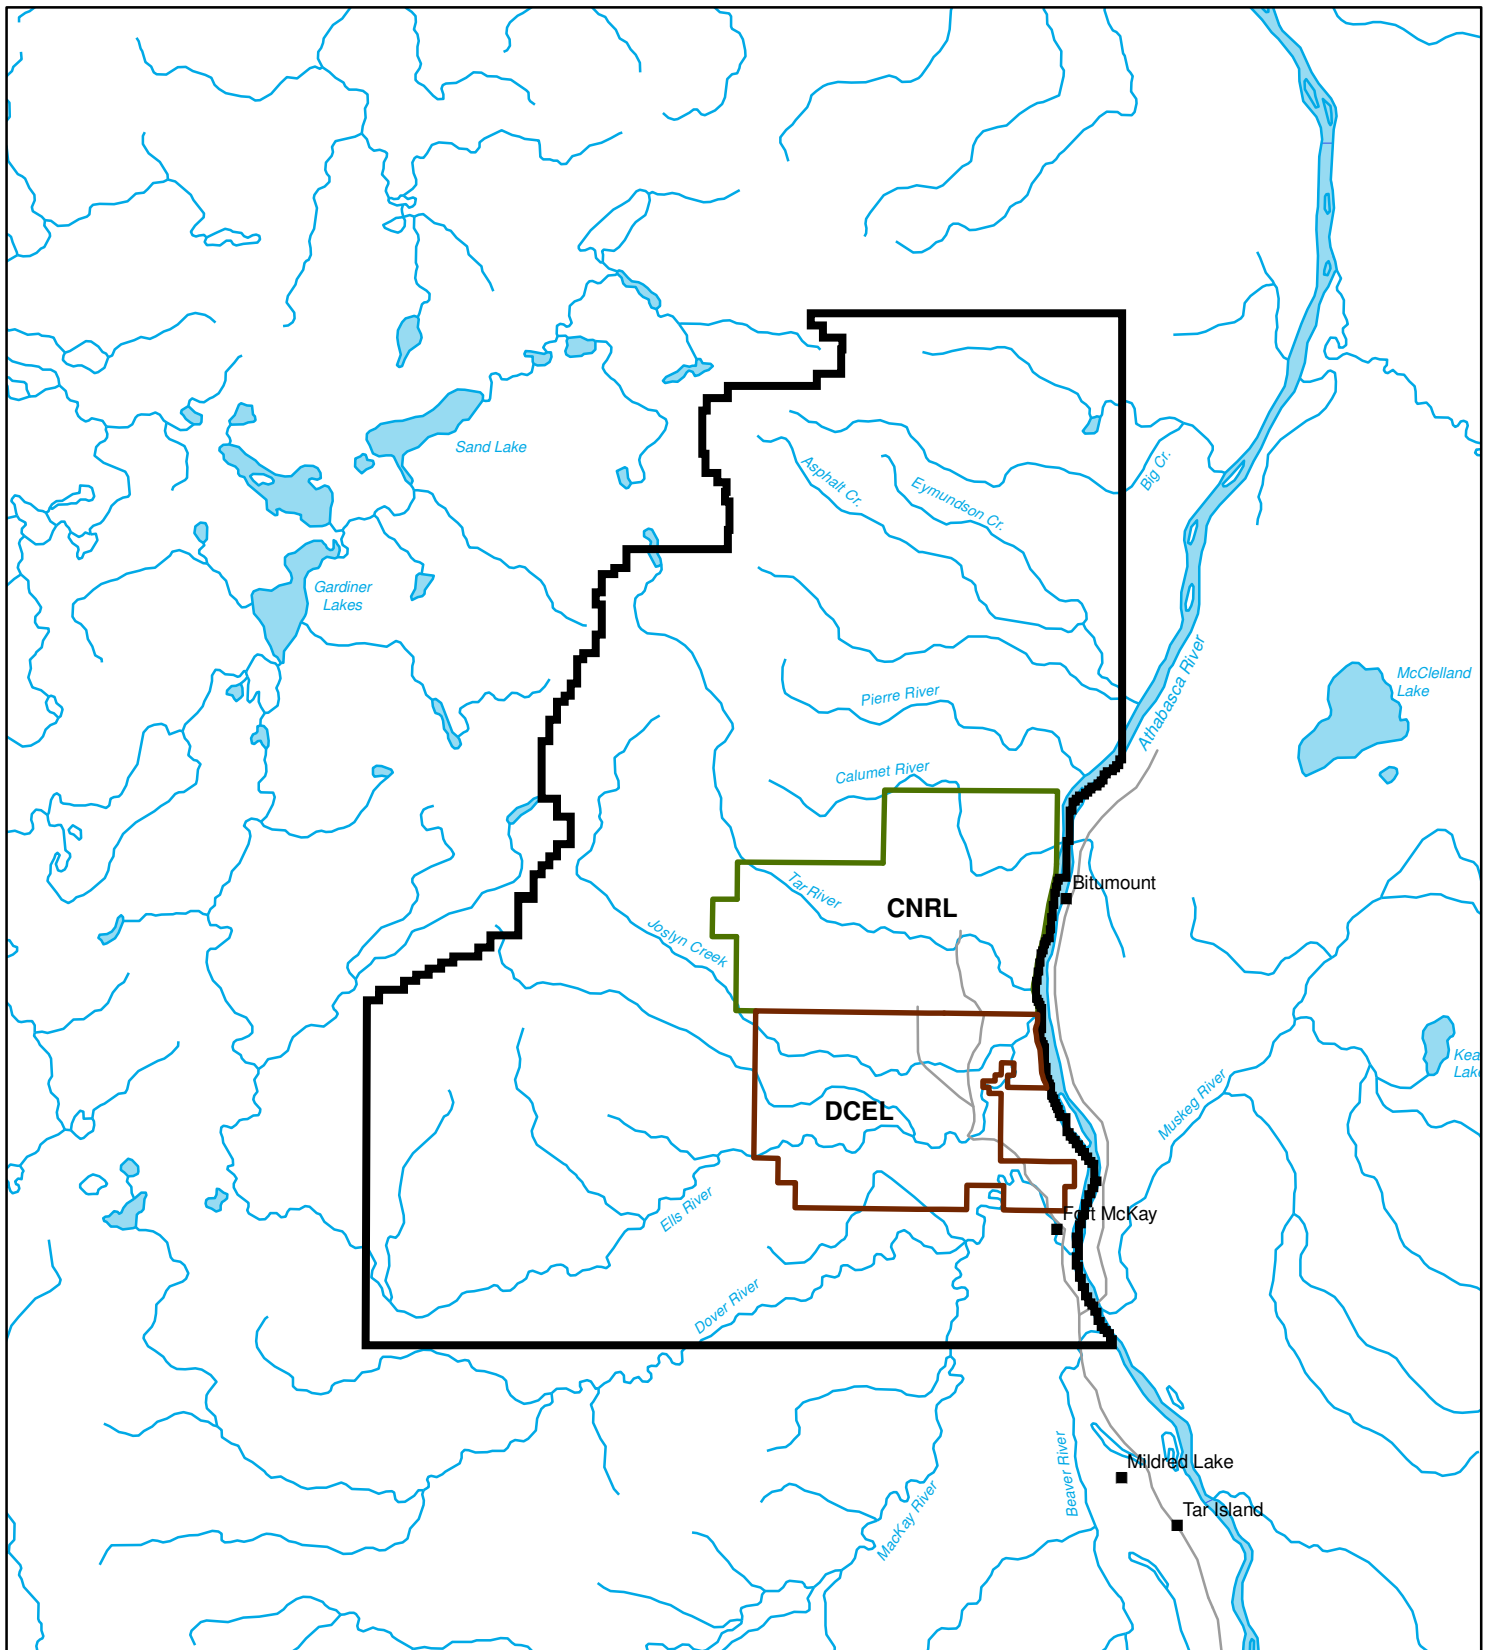 Sand Lake
Asphalt Cr.
Eymundson Cr.
Big Cr.
Gardiner
Lakes
Athabasca River
McClelland
Lake
Pierre River
Calumet River
Bitumount
Tar River
CNRL
Joslyn Creek
Kea
Lake
DCEL
Muskeg River
Ells River
Fort McKay
Dover River
Beaver River
Mildred Lake
MacKay River
Tar Island